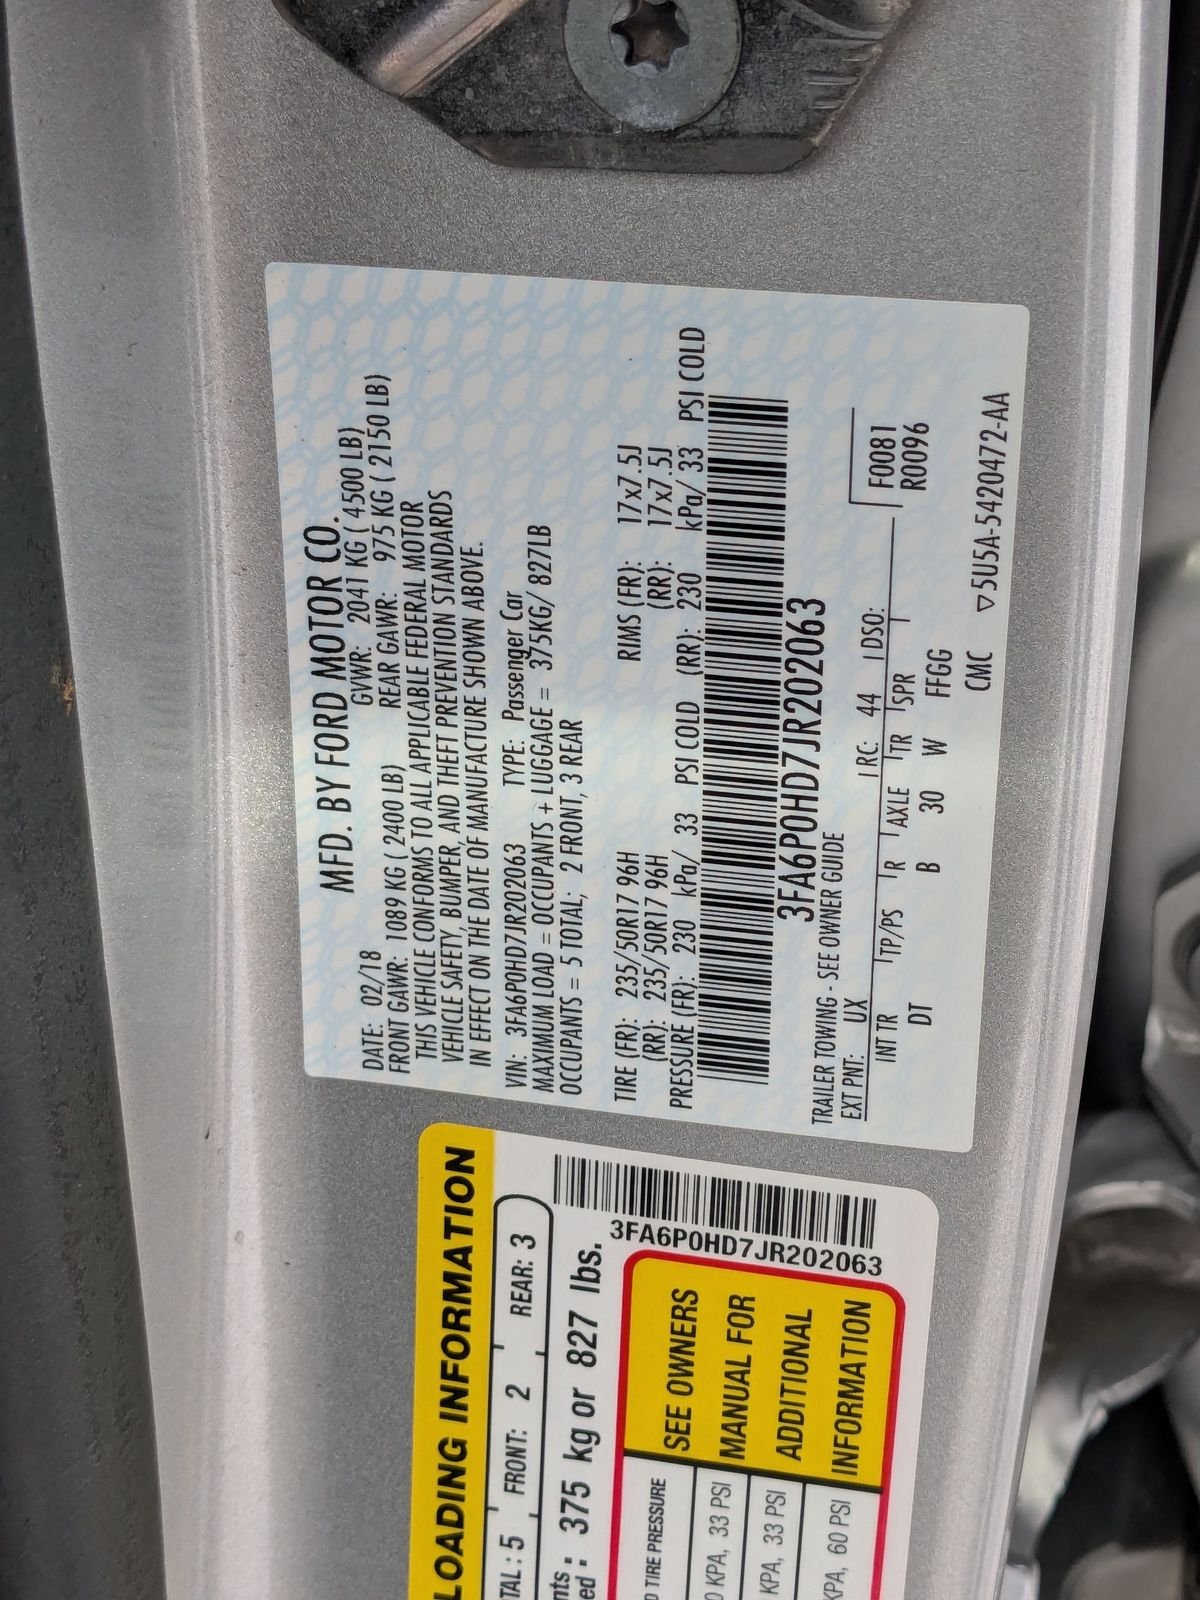 MFD. BY FORD MOTOR CO.
DATE: 02/18 GVWR: 2041 KG ( 4500 LB)
FRONT GAWR: 1089 KG ( 2400 LB) REAR GAWR: 975 KG ( 2150 LB)
THIS VEHICLE CONFORMS TO ALL APPLICABLE FEDERAL MOTOR
VEHICLE SAFETY, BUMPER, AND THEFT PREVENTION STANDARDS
IN EFFECT ON THE DATE OF MANUFACTURE SHOWN ABOVE.
VIN: 3FA6P0HD7JR202063 TYPE: Passenger Car
MAXIMUM LOAD = OCCUPANTS + LUGGAGE = 375KG/ 827LB
OCCUPANTS = 5 TOTAL; 2 FRONT, 3 REAR
TIRE (FR): 235/50R17 96H RIMS (FR): 17x7.5J
(RR): 235/50R17 96H (RR): 17x7.5J
PRESSURE (FR): 230 kPa/ 33 PSI COLD (RR): 230 kPa/ 33 PSI COLD
3FA6P0HD7JR202063
TRAILER TOWING - SEE OWNER GUIDE
EXT PNT: UX RC: 44 DSO: F0081
INT TR TP/PS R AXLE TR SPR R0096
DT B 30 W FFGG
CMC ▽5U5A-5420472-AA
LOADING INFORMATION
TAL : 5 FRONT: 2 REAR: 3
nts
ed : 375 kg or 827 lbs.
3FA6P0HD7JR202063
D TIRE PRESSURE
0 KPA, 33 PSI
KPA, 33 PSI
KPA, 60 PSI
SEE OWNERS
MANUAL FOR
ADDITIONAL
INFORMATION